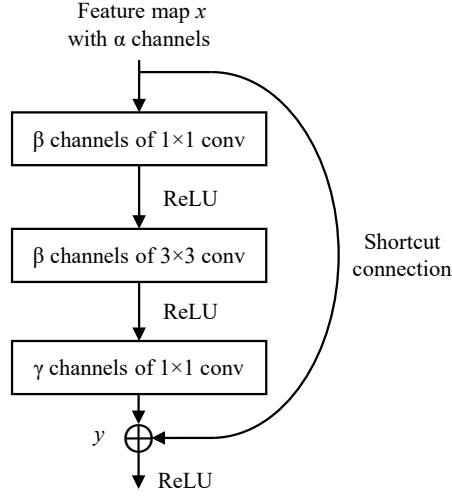 Feature map x
with α channels
β channels of 1×1 conv
ReLU
β channels of 3×3 conv
Shortcut
connection
ReLU
γ channels of 1×1 conv
y
ReLU